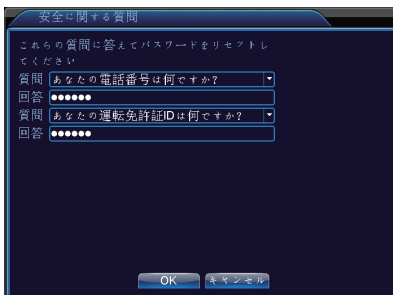 安全に関する質問
これらの質問に答えてパスワードをリセットし
てください
質問 あなたの電話番号は何ですか?
回答 ●●●●●●
質問 あなたの運転免許証IDは何ですか?
回答 ●●●●●●
OK キャンセル